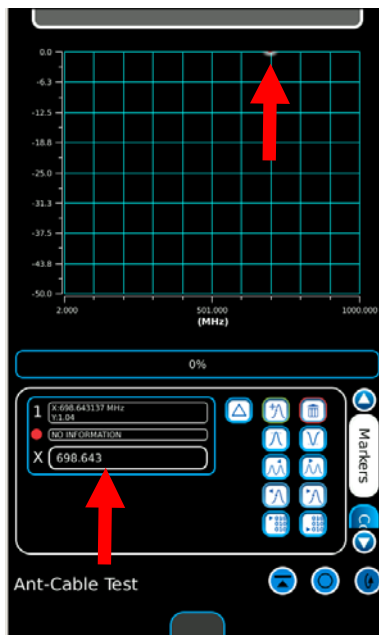 0.0
-6.3
-12.5
-18.8
-25.0
-31.3
-37.5
-43.8
-50.0
2.000 501.000 1000.000
(MHz)
0%
1 X:698.643137 MHz
Y:1.04
NO INFORMATION
X 698.643
Markers
Ant-Cable Test